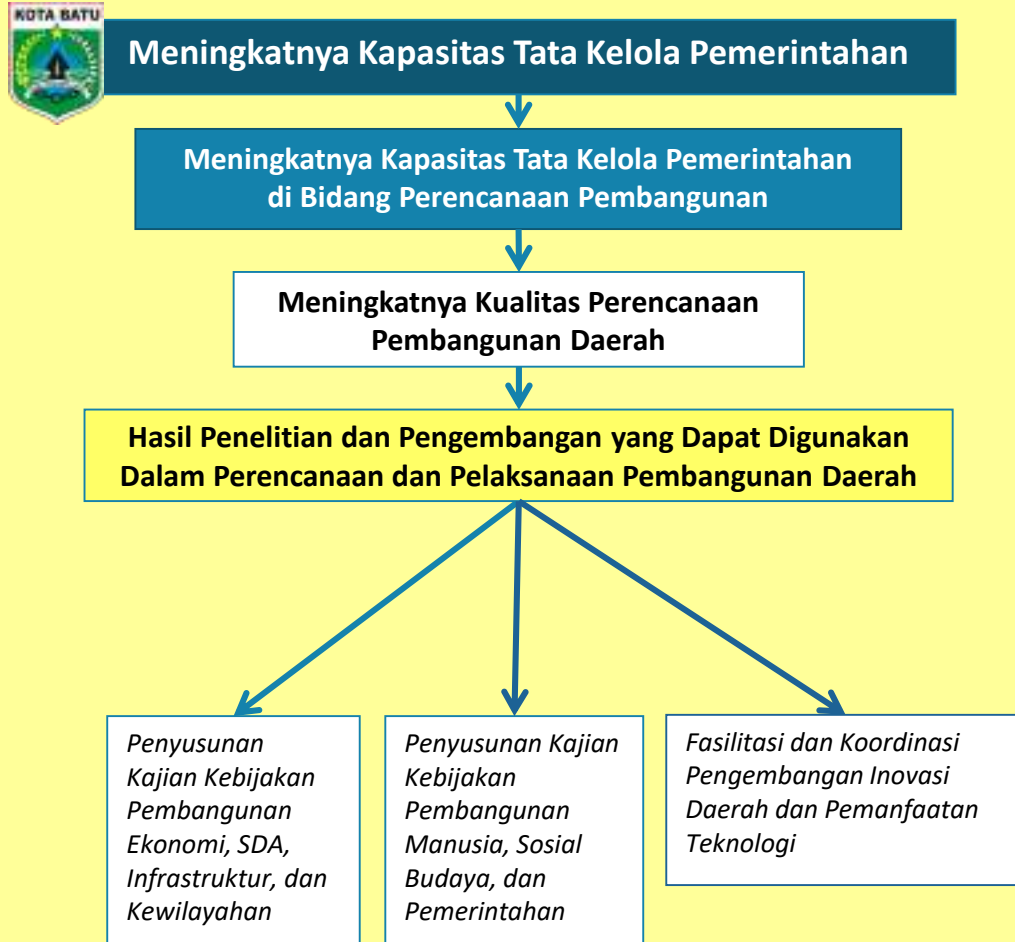 KOTA BATU
Meningkatnya Kapasitas Tata Kelola Pemerintahan
Meningkatnya Kapasitas Tata Kelola Pemerintahan
di Bidang Perencanaan Pembangunan
Meningkatnya Kualitas Perencanaan
Pembangunan Daerah
Hasil Penelitian dan Pengembangan yang Dapat Digunakan
Dalam Perencanaan dan Pelaksanaan Pembangunan Daerah
Penyusunan
Kajian Kebijakan
Pembangunan
Ekonomi, SDA,
Infrastruktur, dan
Kewilayahan
Penyusunan Kajian
Kebijakan
Pembangunan
Manusia, Sosial
Budaya, dan
Pemerintahan
Fasilitasi dan Koordinasi
Pengembangan Inovasi
Daerah dan Pemanfaatan
Teknologi